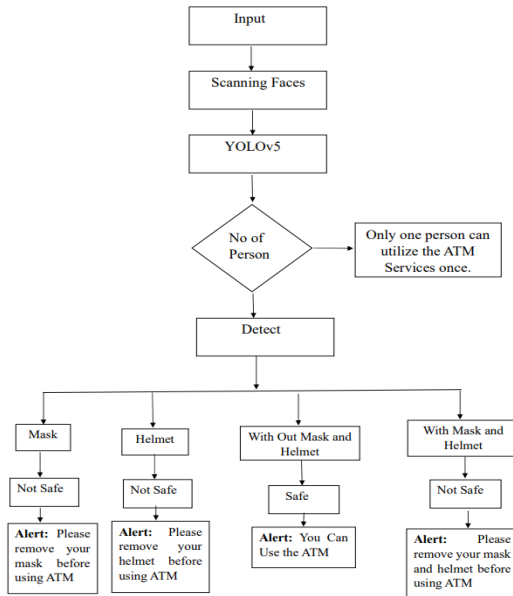 Input
Scanning Faces
YOLOv5
No of
Person
Only one person can
utilize the ATM
Services once.
Detect
Mask
Helmet
With Out Mask and
Helmet
With Mask and
Helmet
Not Safe
Not Safe
Safe
Not Safe
Alert: Please
remove your
mask before
using ATM
Alert: Please
remove your
helmet before
using ATM
Alert: You Can
Use the ATM
Alert: Please
remove your mask
and helmet before
using ATM